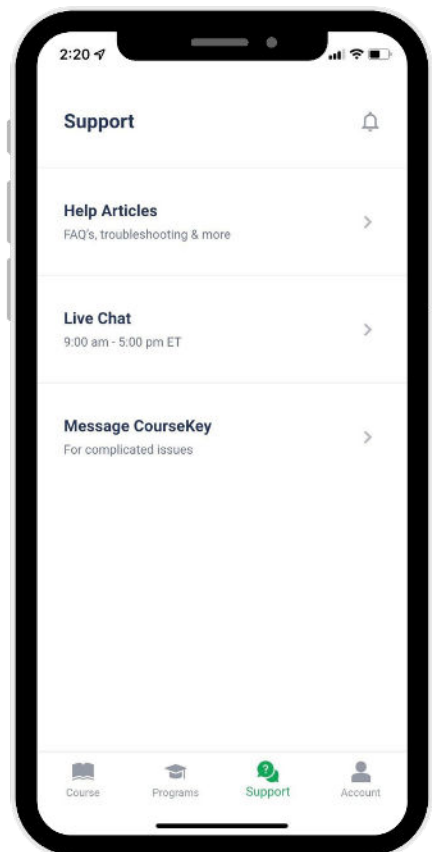 2:20
Support
Help Articles
FAQ's, troubleshooting & more
Live Chat
9:00 am - 5:00 pm ET
Message CourseKey
For complicated issues
?
Course Programs Support Account